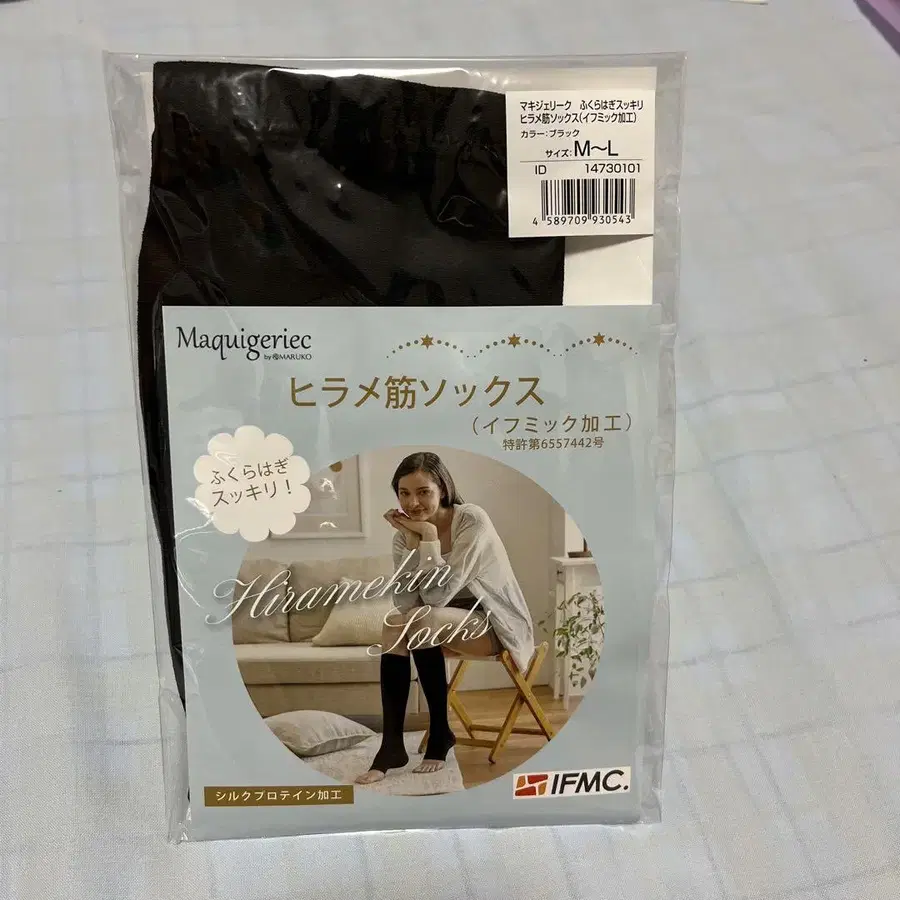 マキジェリーク ふくらはぎスッキリ
ヒラメ筋ソックス(イフミック加工)
カラー:ブラック
サイズ:M〜L
ID 14730101
4 589709 930543
Maquigeriec
by MARUKO
ヒラメ筋ソックス
(イフミック加工)
特許第6557442号
ふくらはぎ
スッキリ!
Hiramekin
Socks
IFMC.
シルクプロテイン加工